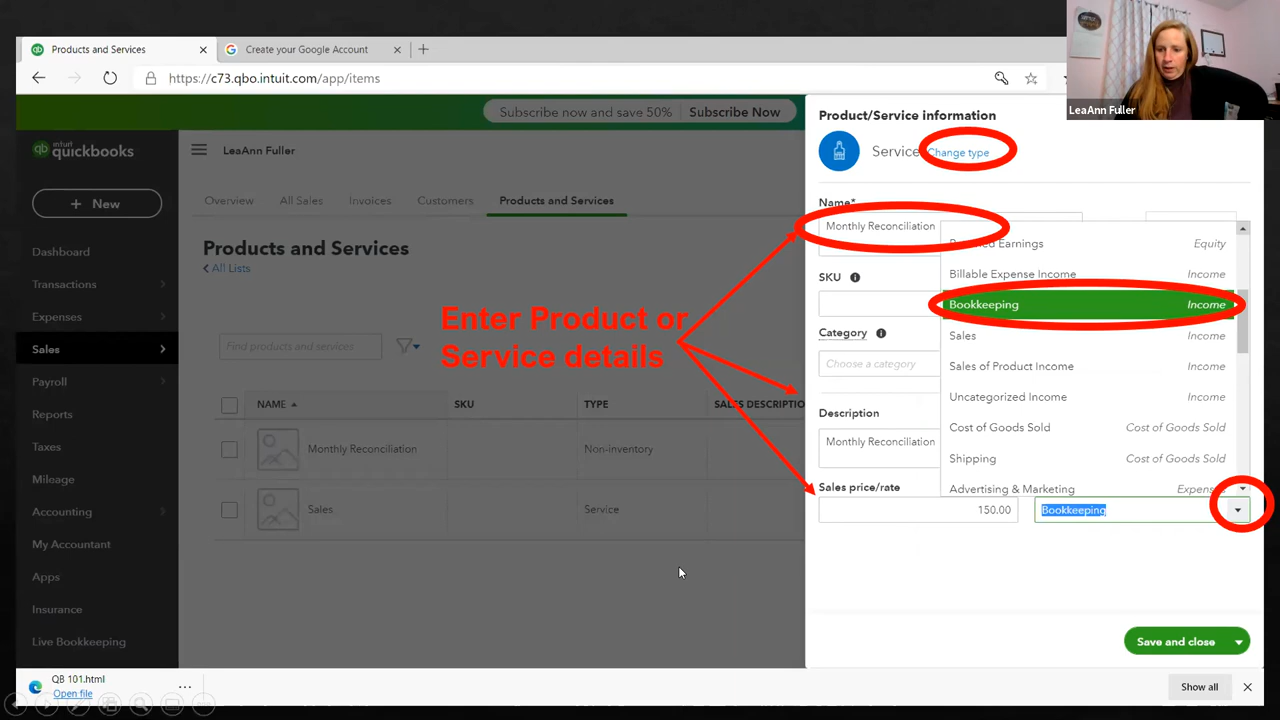 Products and Services
Create your Google Account
https://c73.qbo.intuit.com/app/items
LeaAnn Fuller
Subscribe now and save 50% Subscribe Now
intuit
quickbooks
LeaAnn Fuller
+ New
Overview
All Sales
Invoices
Customers
Products and Services
Dashboard
Transactions
Expenses
Sales
Payroll
Reports
Taxes
Mileage
Accounting
My Accountant
Apps
Insurance
Live Bookkeeping
Products and Services
All Lists
Find products and services
Enter Product or
Service details
NAME SKU TYPE SALES DESCRIPTIO
Monthly Reconciliation Non-inventory
Sales Service
Product/Service information
Service Change type
Name*
Monthly Reconciliation
SKU
Category
Choose a category
Description
Monthly Reconciliation
Sales price/rate
150.00
Earnings Equity
Billable Expense Income Income
Bookkeeping Income
Sales Income
Sales of Product Income Income
Uncategorized Income Income
Cost of Goods Sold Cost of Goods Sold
Shipping Cost of Goods Sold
Advertising & Marketing Expenses
Bookkeeping
Save and close
QB 101.html
Open file
Show all